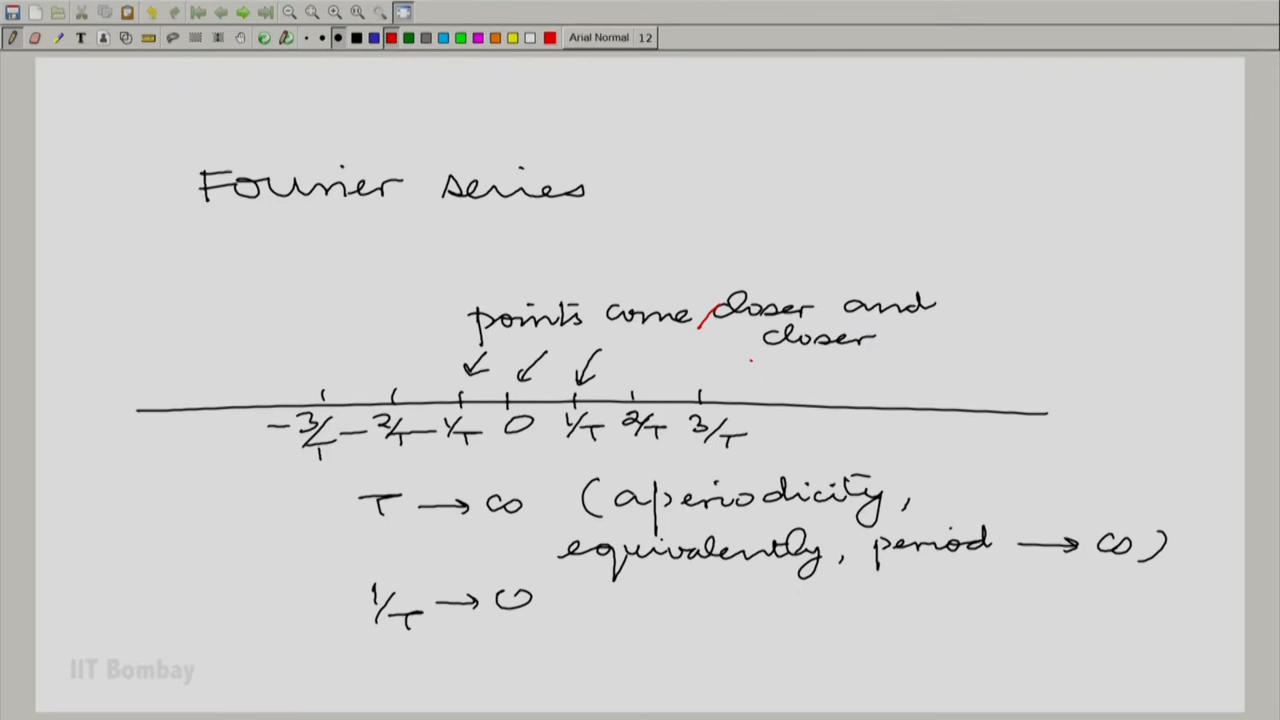 Arial Normal 12
Fourier series
points come closer and
closer
-3/T -2/T -1/T 0 1/T 2/T 3/T
T → ∞ (aperiodicity,
equivalently, period → ∞)
1/T → 0
IIT Bombay